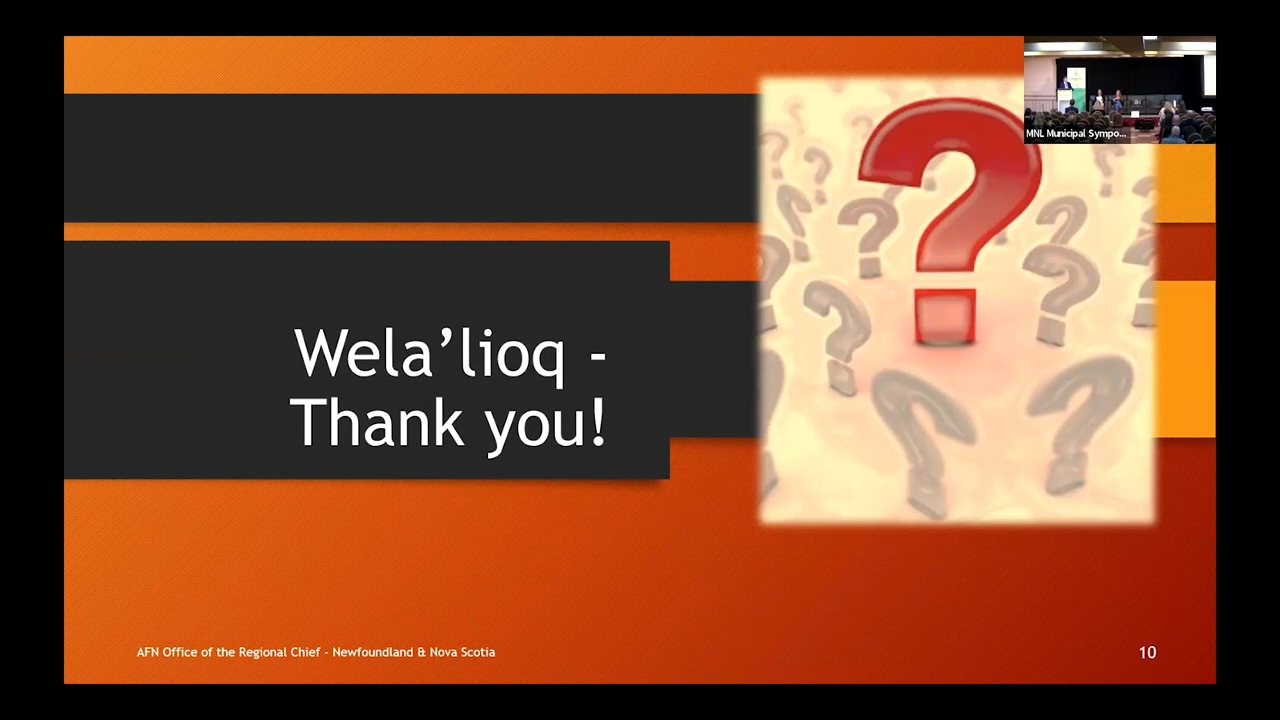 MNL Municipal Sympo...
Wela’lioq -
Thank you!
AFN Office of the Regional Chief - Newfoundland & Nova Scotia
10